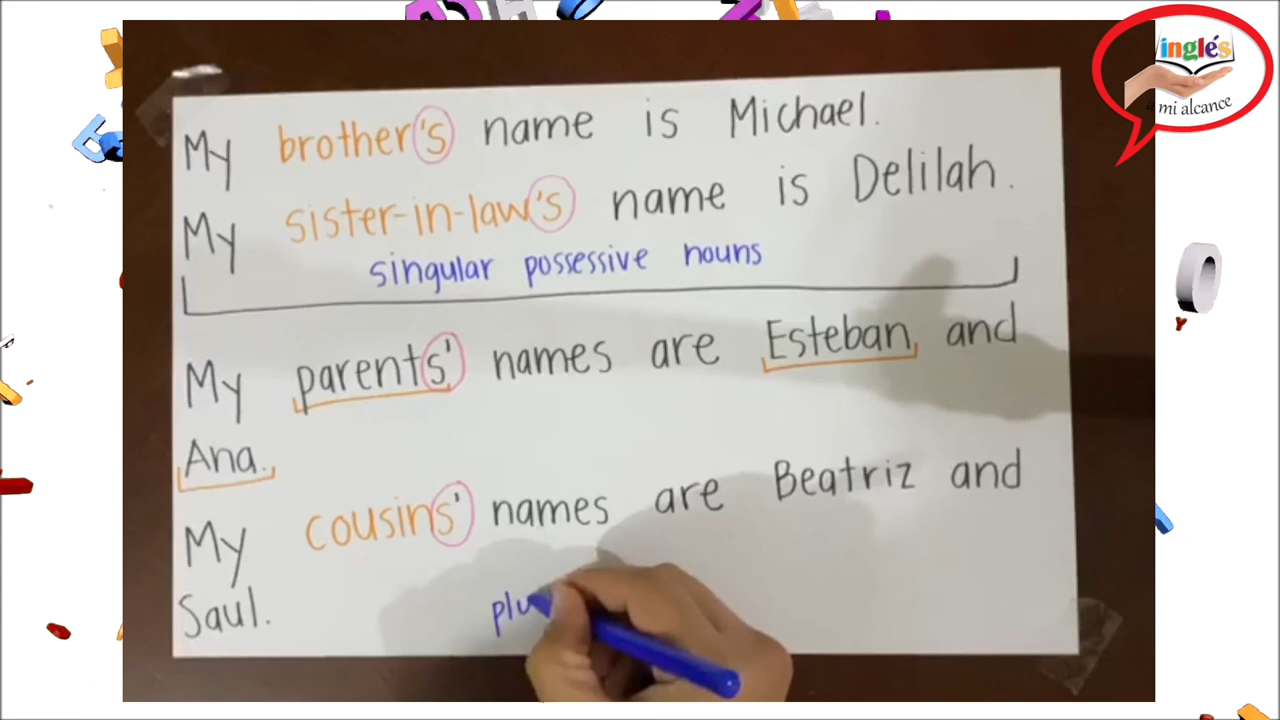 My brother's name is Michael.
My sister-in-law's name is Delilah.
singular possessive nouns
My parents' names are Esteban and
Ana.
My cousins' names are Beatriz and
Saul.
plu
inglés
a mi alcance